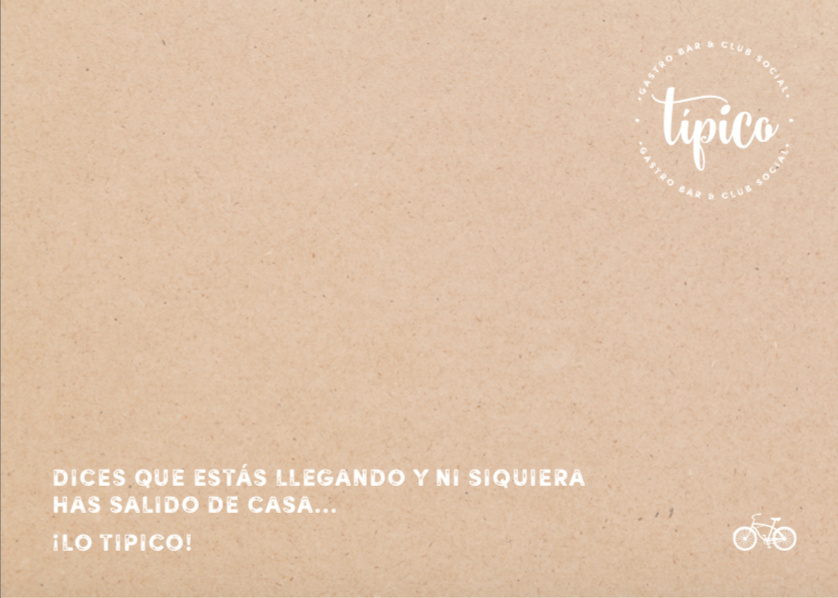 ·GASTRO BAR & CLUB SOCIAL·
típico
·GASTRO BAR & CLUB SOCIAL·
DICES QUE ESTÁS LLEGANDO Y NI SIQUIERA
HAS SALIDO DE CASA...
¡LO TIPICO!